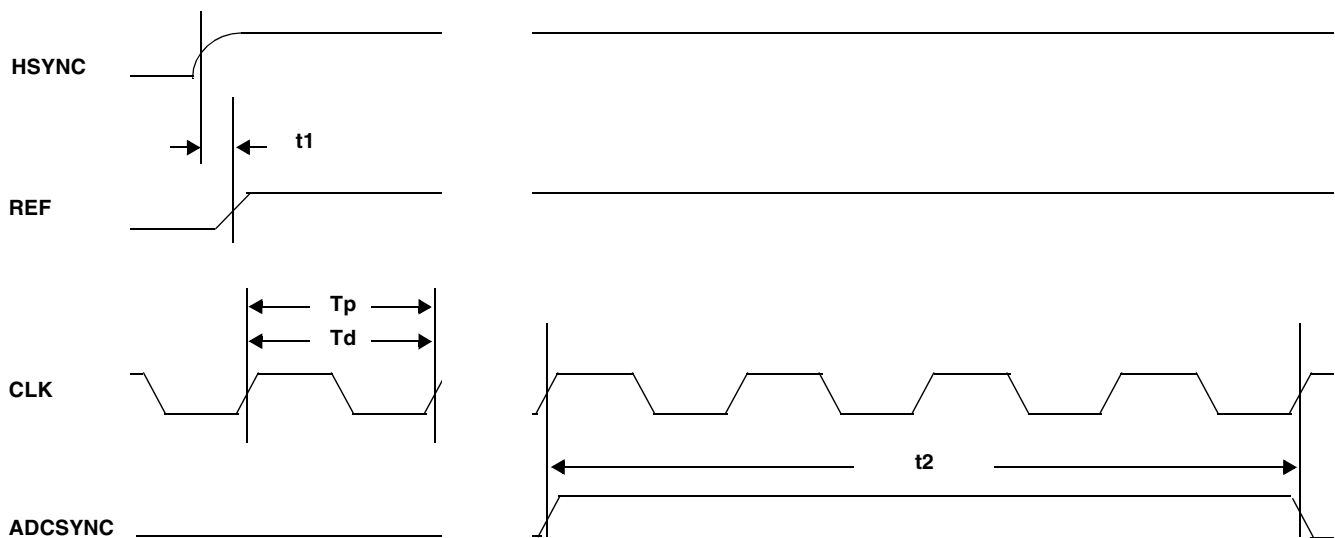 HSYNC
t1
REF
Tp
Td
CLK
t2
ADCSYNC